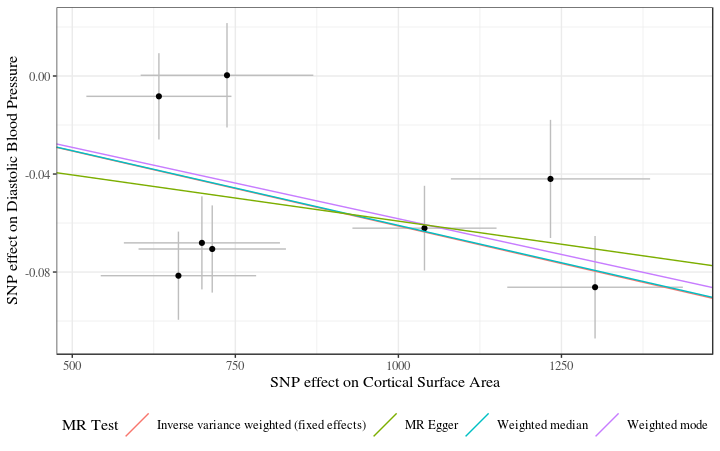 SNP effect on Diastolic Blood Pressure
0.00
-0.04
-0.08
500
750
1000
1250
SNP effect on Cortical Surface Area
MR Test
Inverse variance weighted (fixed effects)
MR Egger
Weighted median
Weighted mode